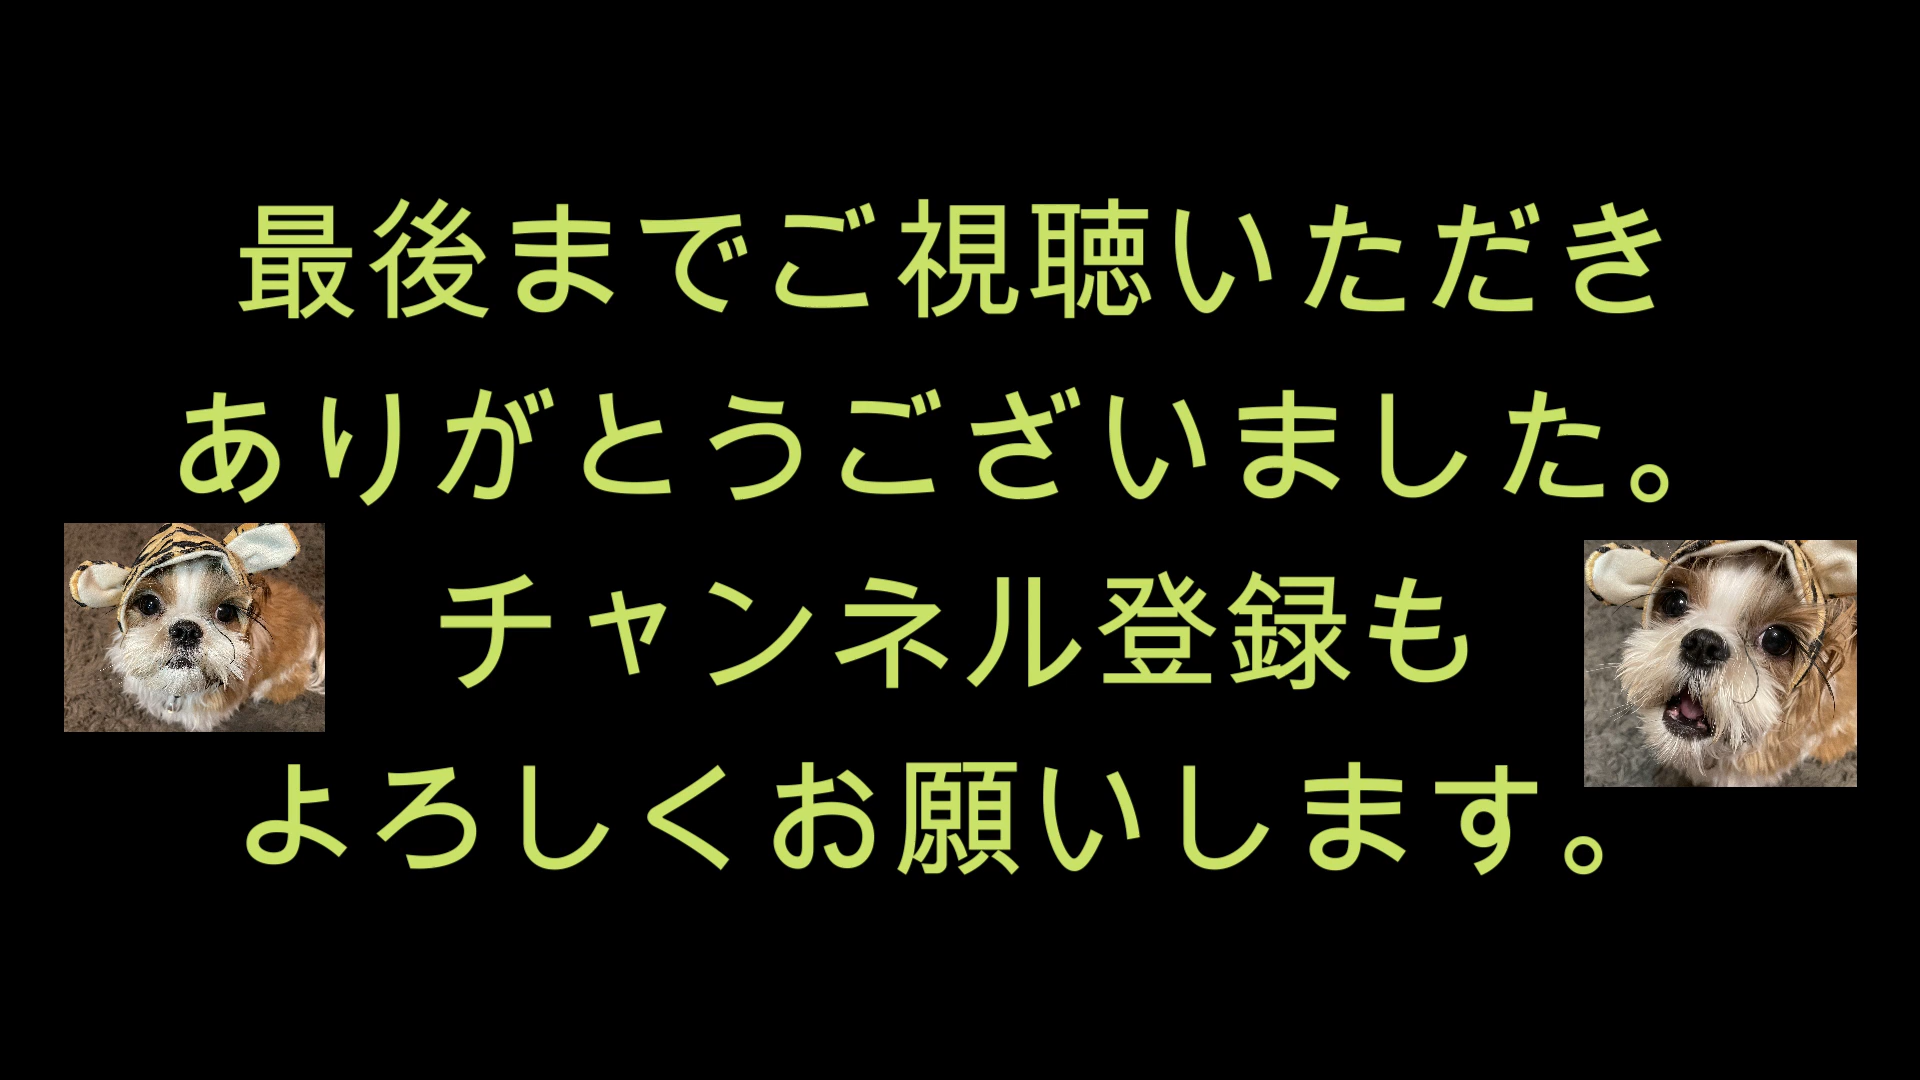 最後までご視聴いただき
ありがとうございました。
チャンネル登録も
よろしくお願いします。